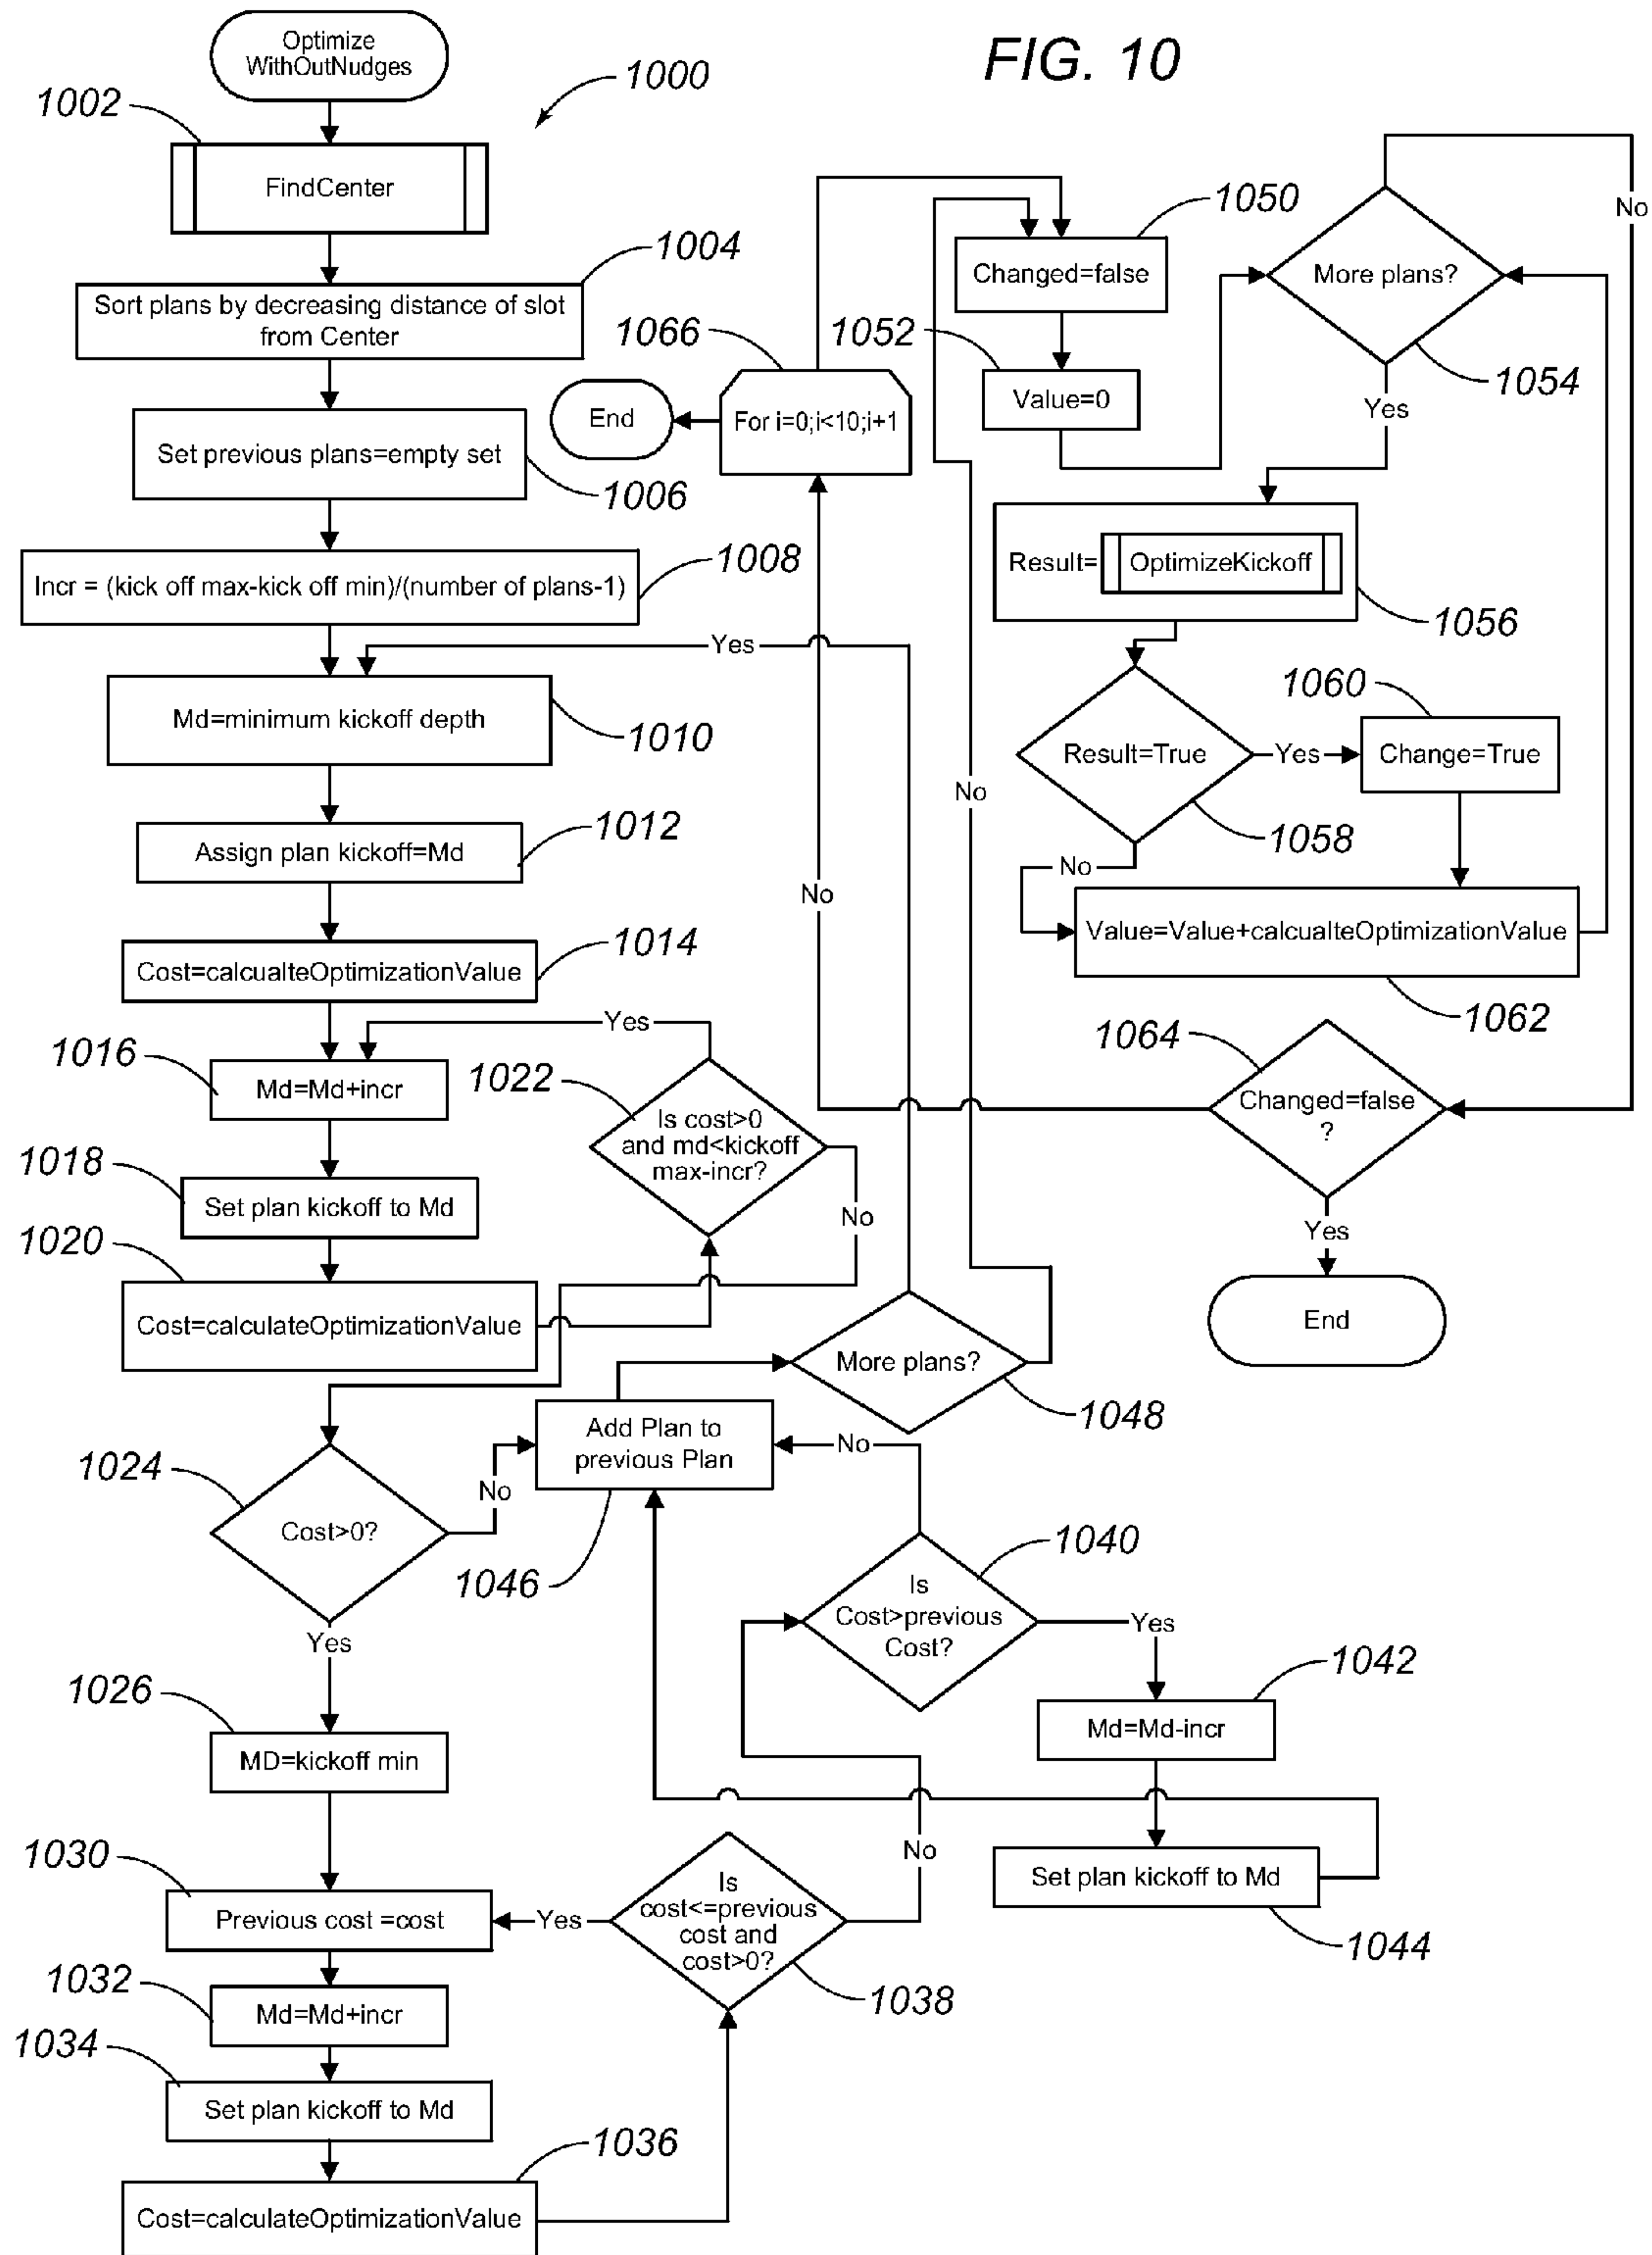 FIG. 10
Optimize
WithOutNudges
1000
1002
FindCenter
1004
Sort plans by decreasing distance of slot
from Center
Set previous plans=empty set
1006
Incr = (kick off max-kick off min)/(number of plans-1)
1008
Yes
Md=minimum kickoff depth
1010
Assign plan kickoff=Md
1012
Cost=calcualteOptimizationValue
1014
1016
Md=Md+incr
Yes
1022
Is cost>0
and md<kickoff
max-incr?
No
1018
Set plan kickoff to Md
1020
Cost=calculateOptimizationValue
1024
Cost>0?
No
Yes
Add Plan to
previous Plan
1046
More plans?
1048
No
No
1040
Is
Cost>previous
Cost?
Yes
1042
Md=Md-incr
Set plan kickoff to Md
1044
1026
MD=kickoff min
1030
Previous cost =cost
Yes
Is
cost<=previous
cost and
cost>0?
No
1038
1032
Md=Md+incr
1034
Set plan kickoff to Md
1036
Cost=calculateOptimizationValue
1066
For i=0;i<10;i+1
End
No
1050
Changed=false
1052
Value=0
More plans?
1054
No
Yes
Result=
OptimizeKickoff
1056
Result=True
1058
Yes
No
1060
Change=True
Value=Value+calcualteOptimizationValue
1062
1064
Changed=false
?
Yes
End